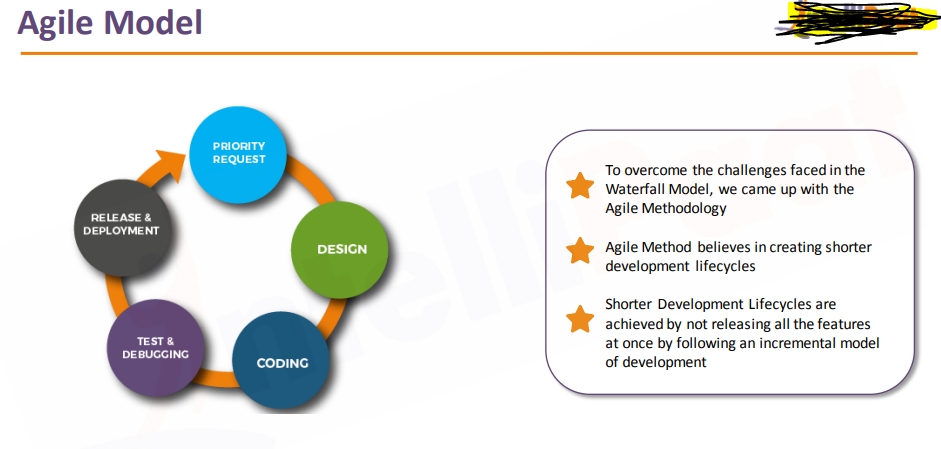 Agile Model
PRIORITY
REQUEST
DESIGN
CODING
TEST &
DEBUGGING
RELEASE &
DEPLOYMENT
To overcome the challenges faced in the
Waterfall Model, we came up with the
Agile Methodology
Agile Method believes in creating shorter
development lifecycles
Shorter Development Lifecycles are
achieved by not releasing all the features
at once by following an incremental model
of development